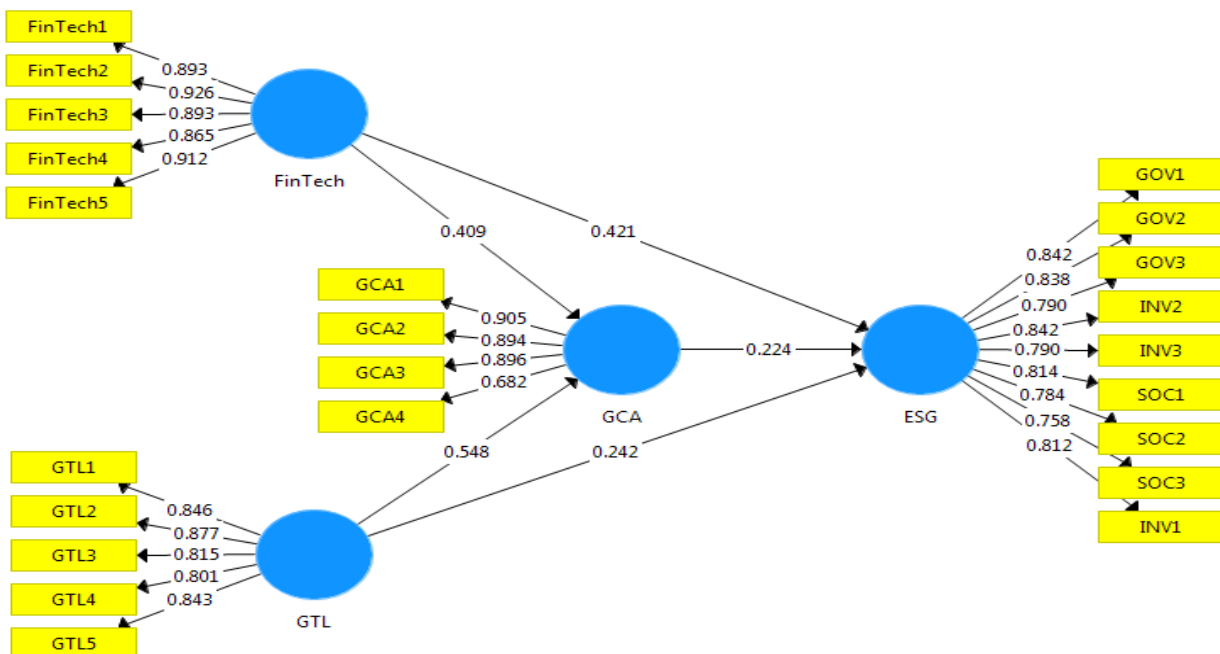 FinTech1
FinTech2
FinTech3
FinTech4
FinTech5
0.893
0.926
0.893
0.865
0.912
FinTech
0.409
0.421
GCA1
GCA2
GCA3
GCA4
0.905
0.894
0.896
0.682
GCA
0.224
0.548
0.242
ESG
GOV1
GOV2
GOV3
INV2
INV3
SOC1
SOC2
SOC3
INV1
0.842
0.838
0.790
0.842
0.790
0.814
0.784
0.758
0.812
GTL1
GTL2
GTL3
GTL4
GTL5
0.846
0.877
0.815
0.801
0.843
GTL